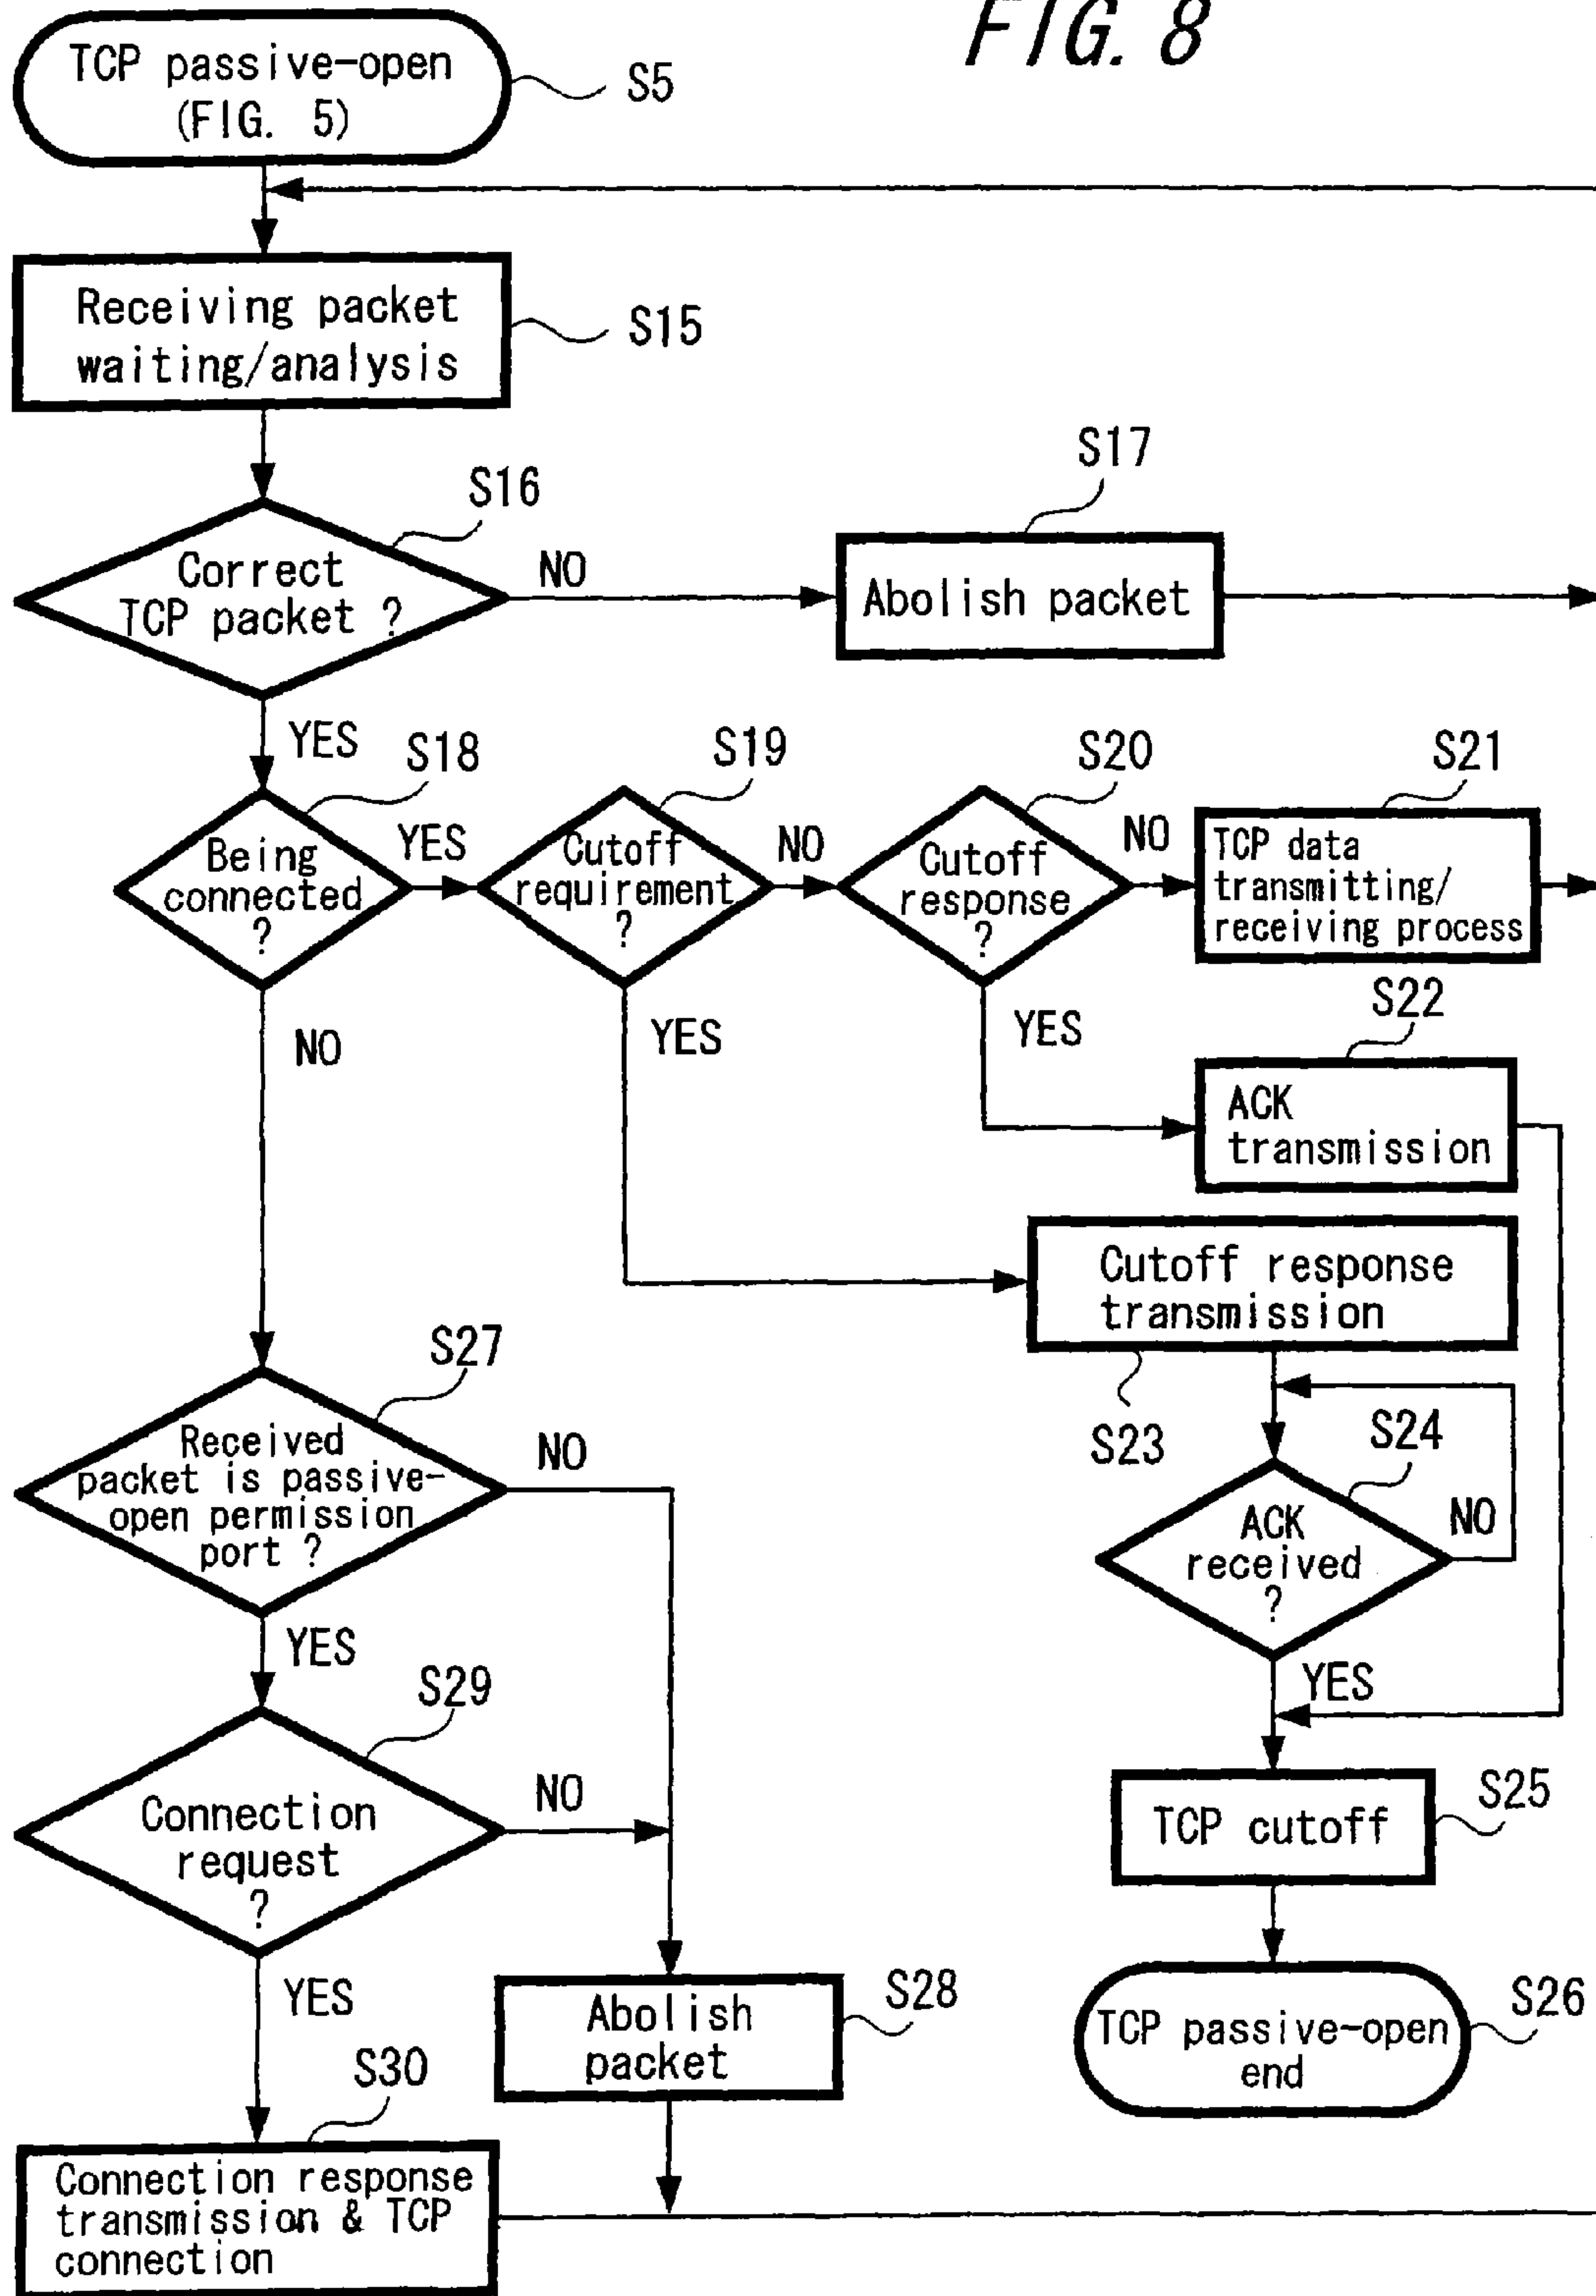 FIG. 8
TCP passive-open
(FIG. 5)
S5
Receiving packet
waiting/analysis
S15
S16
Correct
TCP packet ?
NO
S17
Abolish packet
YES
S18
Being
connected
?
YES
S19
Cutoff
requirement
?
NO
S20
Cutoff
response
?
NO
S21
TCP data
transmitting/
receiving process
NO
YES
YES
S22
ACK
transmission
Cutoff response
transmission
S23
S24
ACK
received
?
NO
YES
S27
Received
packet is passive-
open permission
port ?
NO
YES
S29
Connection
request
?
NO
YES
S25
TCP cutoff
S26
TCP passive-open
end
S28
Abolish
packet
S30
Connection response
transmission & TCP
connection